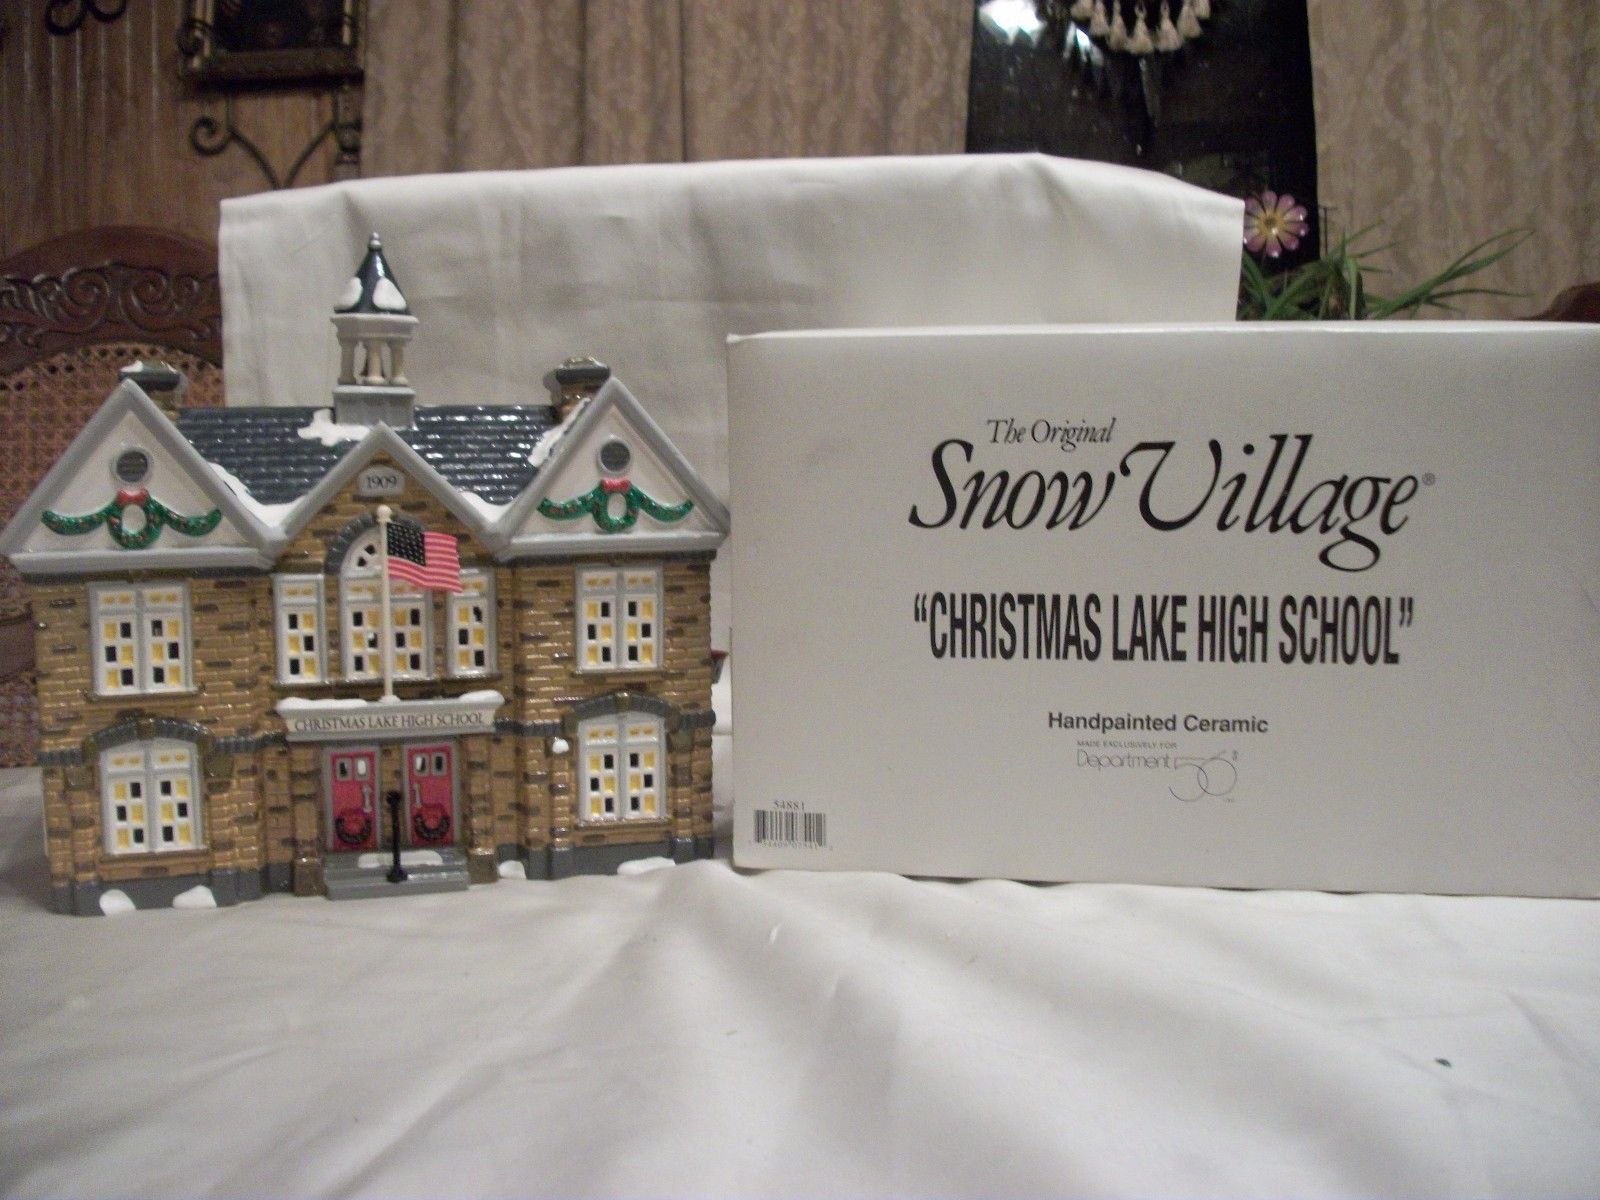 1909
CHRISTMAS LAKE HIGH SCHOOL
The Original
Snow Village®
"CHRISTMAS LAKE HIGH SCHOOL"
Handpainted Ceramic
MADE EXCLUSIVELY FOR
Department 56®
54881